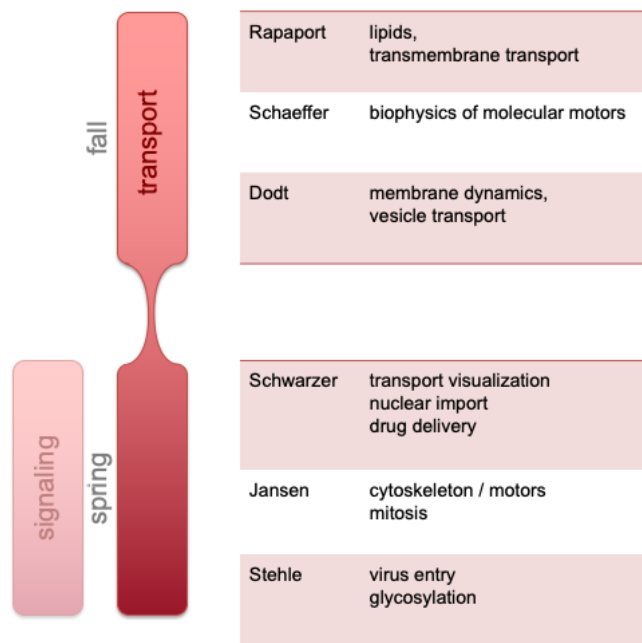 fall
transport
Rapaport lipids,
transmembrane transport
Schaeffer biophysics of molecular motors
Dodt membrane dynamics,
vesicle transport
signaling
spring
Schwarzer transport visualization
nuclear import
drug delivery
Jansen cytoskeleton / motors
mitosis
Stehle virus entry
glycosylation